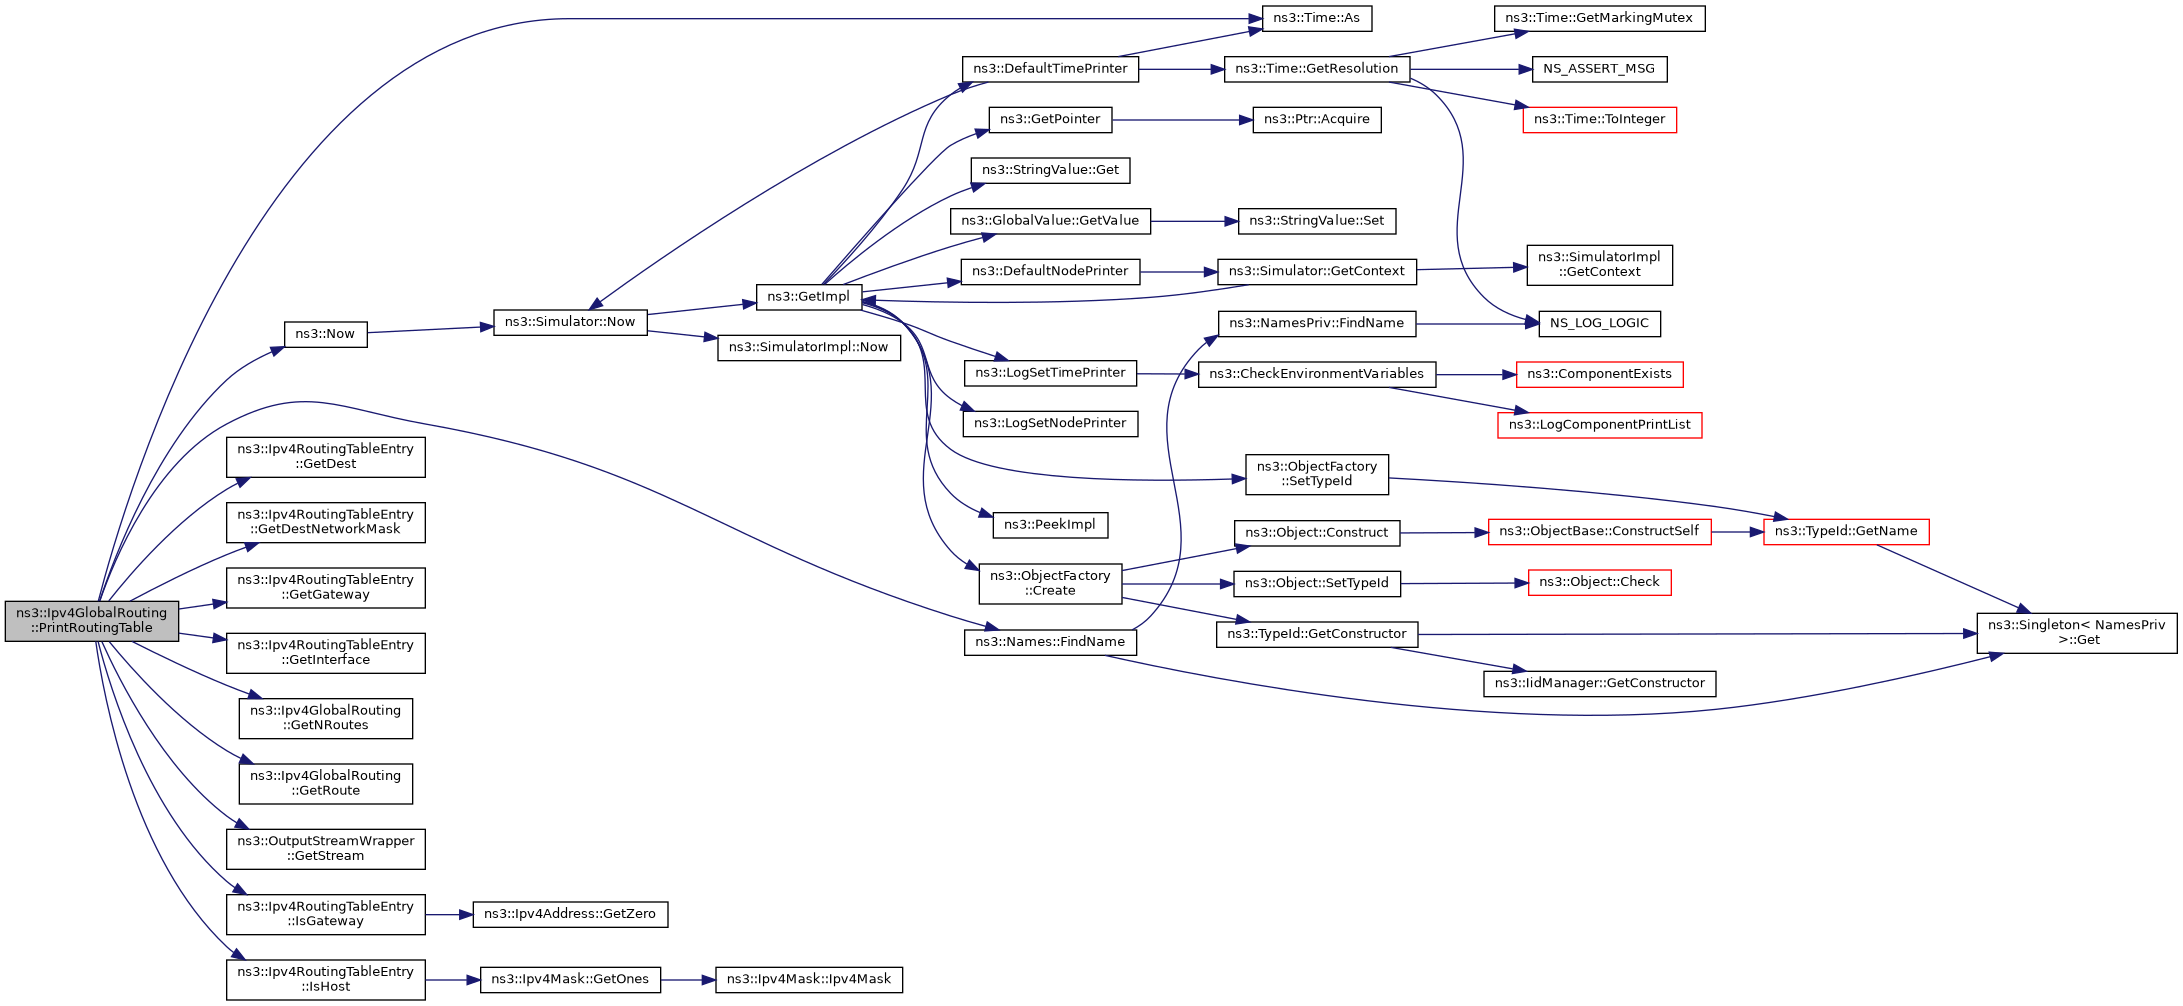 ns3::Time::As
ns3::Time::GetMarkingMutex
ns3::DefaultTimePrinter
ns3::Time::GetResolution
NS_ASSERT_MSG
ns3::GetPointer
ns3::Ptr::Acquire
ns3::Time::ToInteger
ns3::StringValue::Get
ns3::GlobalValue::GetValue
ns3::StringValue::Set
ns3::DefaultNodePrinter
ns3::Simulator::GetContext
ns3::SimulatorImpl
::GetContext
ns3::GetImpl
ns3::Simulator::Now
ns3::Now
ns3::SimulatorImpl::Now
ns3::NamesPriv::FindName
NS_LOG_LOGIC
ns3::LogSetTimePrinter
ns3::CheckEnvironmentVariables
ns3::ComponentExists
ns3::LogSetNodePrinter
ns3::LogComponentPrintList
ns3::Ipv4RoutingTableEntry
::GetDest
ns3::ObjectFactory
::SetTypeId
ns3::Ipv4RoutingTableEntry
::GetDestNetworkMask
ns3::PeekImpl
ns3::Object::Construct
ns3::ObjectBase::ConstructSelf
ns3::TypeId::GetName
ns3::Ipv4RoutingTableEntry
::GetGateway
ns3::ObjectFactory
::Create
ns3::Object::SetTypeId
ns3::Object::Check
ns3::Ipv4GlobalRouting
::PrintRoutingTable
ns3::Ipv4RoutingTableEntry
::GetInterface
ns3::Names::FindName
ns3::TypeId::GetConstructor
ns3::Singleton< NamesPriv
>::Get
ns3::IidManager::GetConstructor
ns3::Ipv4GlobalRouting
::GetNRoutes
ns3::Ipv4GlobalRouting
::GetRoute
ns3::OutputStreamWrapper
::GetStream
ns3::Ipv4RoutingTableEntry
::IsGateway
ns3::Ipv4Address::GetZero
ns3::Ipv4RoutingTableEntry
::IsHost
ns3::Ipv4Mask::GetOnes
ns3::Ipv4Mask::Ipv4Mask